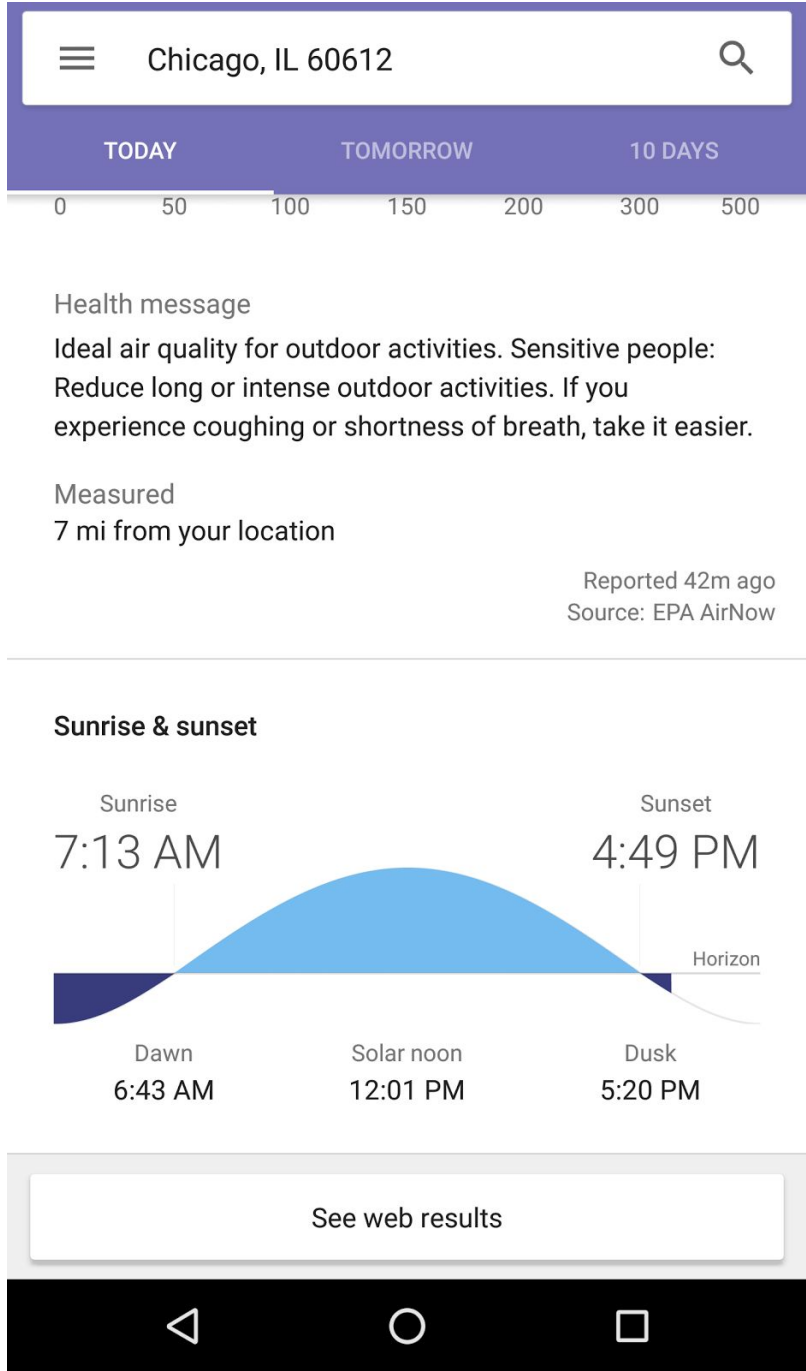 Chicago, IL 60612
TODAY TOMORROW 10 DAYS
0 50 100 150 200 300 500
Health message
Ideal air quality for outdoor activities. Sensitive people:
Reduce long or intense outdoor activities. If you
experience coughing or shortness of breath, take it easier.
Measured
7 mi from your location
Reported 42m ago
Source: EPA AirNow
Sunrise & sunset
Sunrise Sunset
7:13 AM 4:49 PM
Horizon
Dawn Solar noon Dusk
6:43 AM 12:01 PM 5:20 PM
See web results